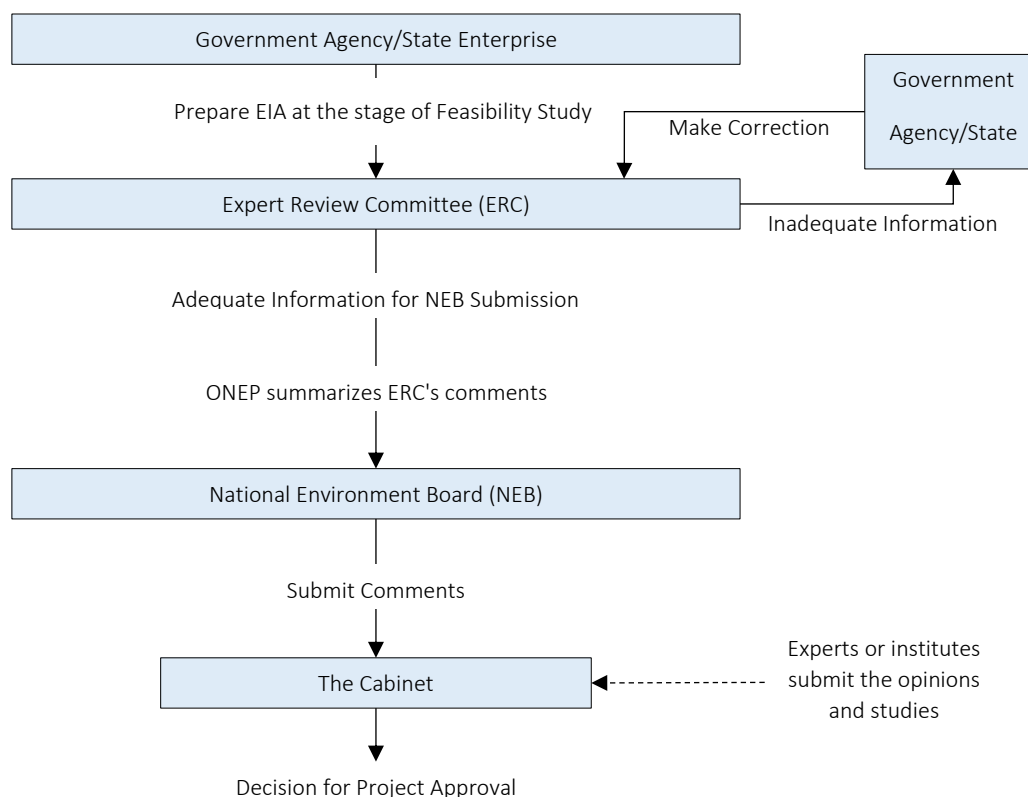 Government Agency/State Enterprise
Government
Agency/State
Prepare EIA at the stage of Feasibility Study
Make Correction
Expert Review Committee (ERC)
Inadequate Information
Adequate Information for NEB Submission
ONEP summarizes ERC's comments
National Environment Board (NEB)
Submit Comments
Experts or institutes
submit the opinions
and studies
The Cabinet
Decision for Project Approval